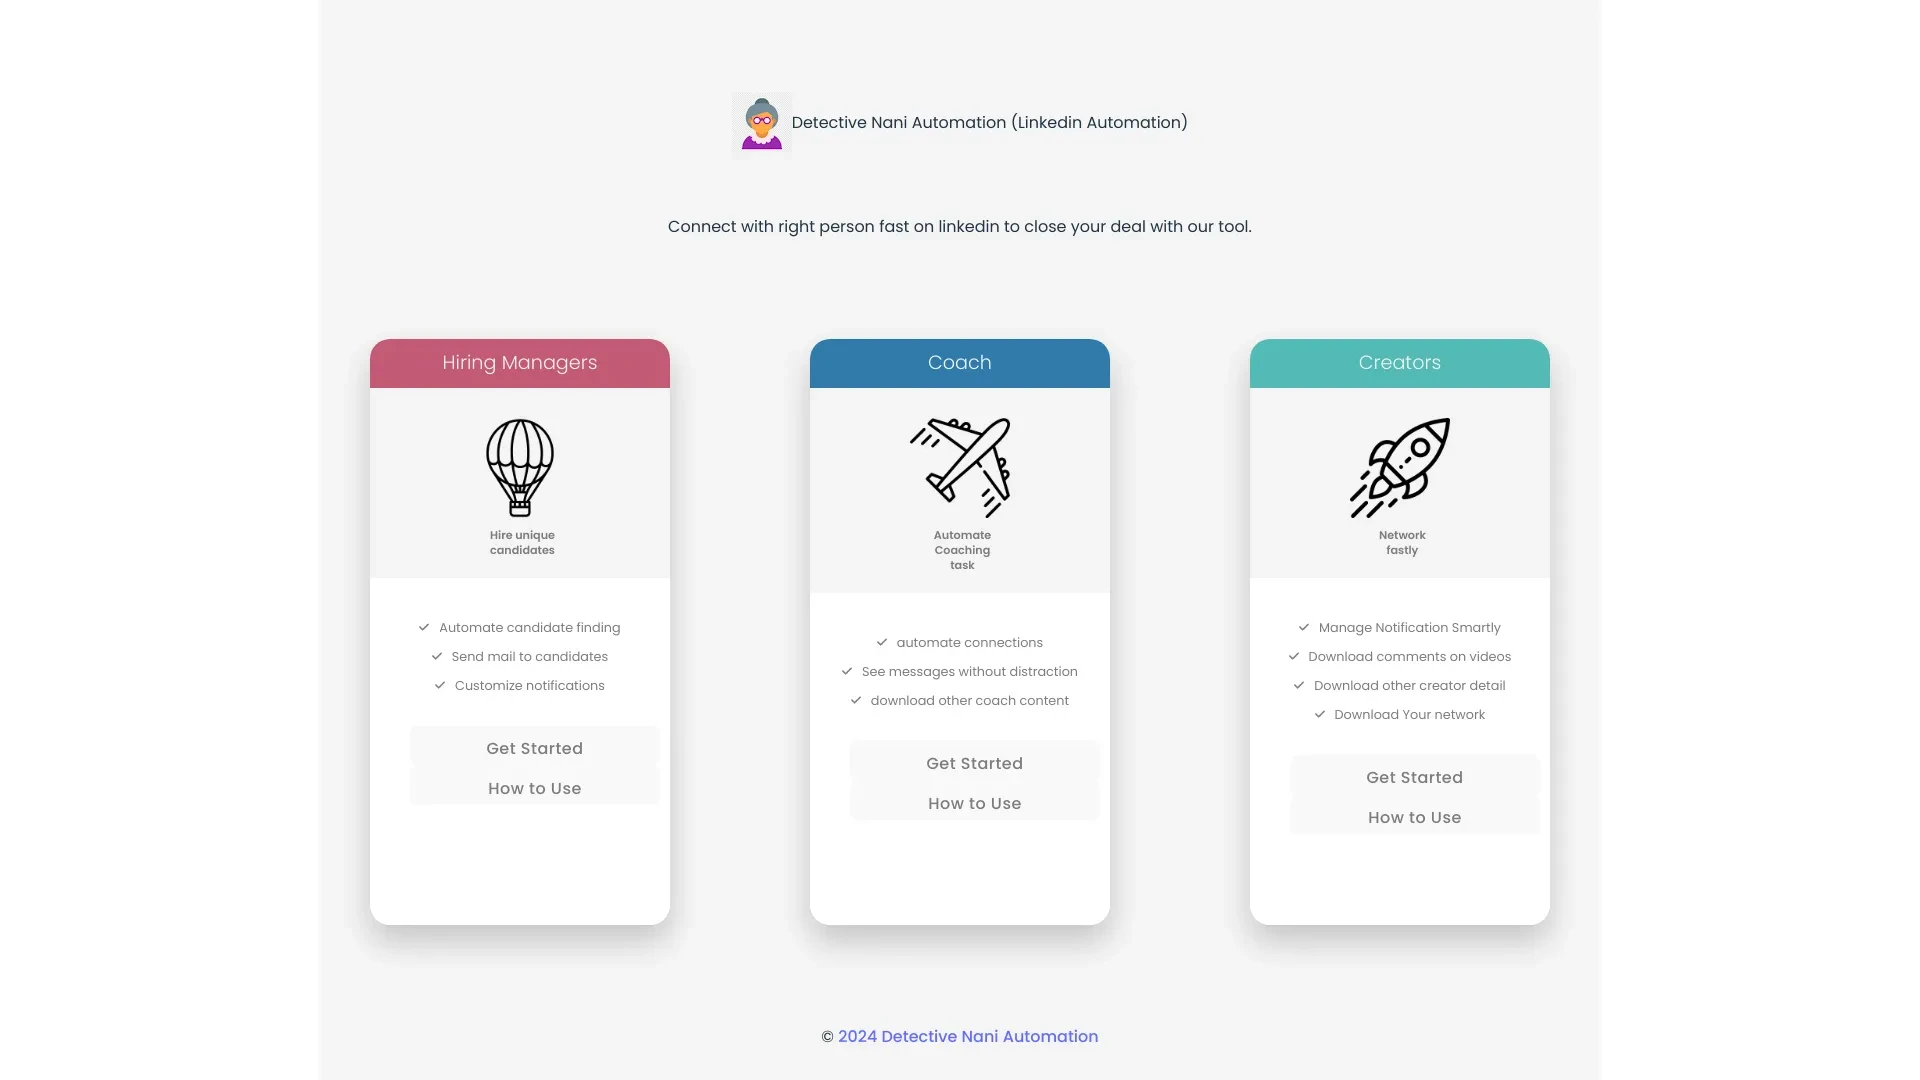 Detective Nani Automation (Linkedin Automation)
Connect with right person fast on linkedin to close your deal with our tool.
Hiring Managers
Hire unique
candidates
Automate candidate finding
Send mail to candidates
Customize notifications
Get Started
How to Use
Coach
Automate
Coaching
task
automate connections
See messages without distraction
download other coach content
Get Started
How to Use
Creators
Network
fastly
Manage Notification Smartly
Download comments on videos
Download other creator detail
Download Your network
Get Started
How to Use
© 2024 Detective Nani Automation